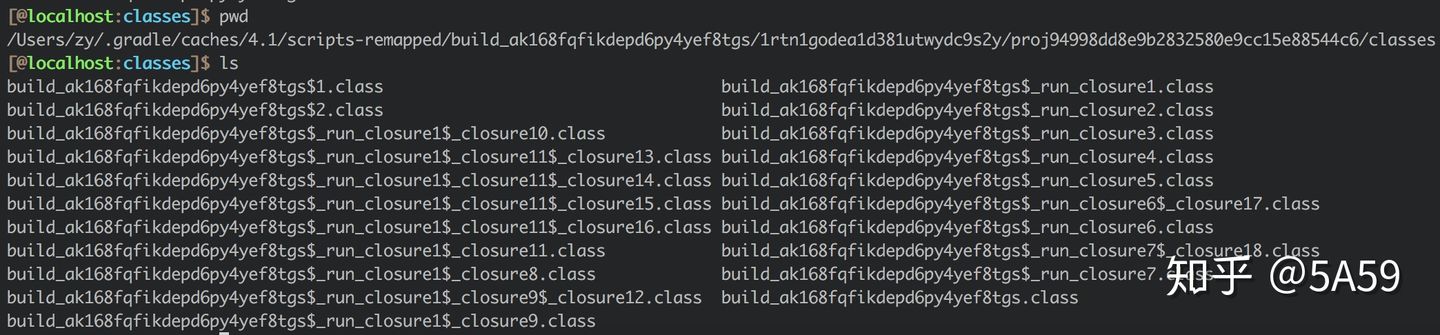 [@localhost:classes]$ pwd
/Users/zy/.gradle/caches/4.1/scripts-remapped/build_ak168fqfikdepd6py4yef8tgs/1rtn1godea1d381utwydc9s2y/proj94998dd8e9b2832580e9cc15e88544c6/classes
[@localhost:classes]$ ls
build_ak168fqfikdepd6py4yef8tgs$1.class build_ak168fqfikdepd6py4yef8tgs$_run_closure1.class
build_ak168fqfikdepd6py4yef8tgs$2.class build_ak168fqfikdepd6py4yef8tgs$_run_closure2.class
build_ak168fqfikdepd6py4yef8tgs$_run_closure1$_closure10.class build_ak168fqfikdepd6py4yef8tgs$_run_closure3.class
build_ak168fqfikdepd6py4yef8tgs$_run_closure1$_closure11$_closure13.class build_ak168fqfikdepd6py4yef8tgs$_run_closure4.class
build_ak168fqfikdepd6py4yef8tgs$_run_closure1$_closure11$_closure14.class build_ak168fqfikdepd6py4yef8tgs$_run_closure5.class
build_ak168fqfikdepd6py4yef8tgs$_run_closure1$_closure11$_closure15.class build_ak168fqfikdepd6py4yef8tgs$_run_closure6$_closure17.class
build_ak168fqfikdepd6py4yef8tgs$_run_closure1$_closure11$_closure16.class build_ak168fqfikdepd6py4yef8tgs$_run_closure6.class
build_ak168fqfikdepd6py4yef8tgs$_run_closure1$_closure11.class build_ak168fqfikdepd6py4yef8tgs$_run_closure7$_closure18.class
build_ak168fqfikdepd6py4yef8tgs$_run_closure1$_closure8.class build_ak168fqfikdepd6py4yef8tgs$_run_closure7.class
build_ak168fqfikdepd6py4yef8tgs$_run_closure1$_closure9$_closure12.class build_ak168fqfikdepd6py4yef8tgs.class
build_ak168fqfikdepd6py4yef8tgs$_run_closure1$_closure9.class
知乎 @5A59